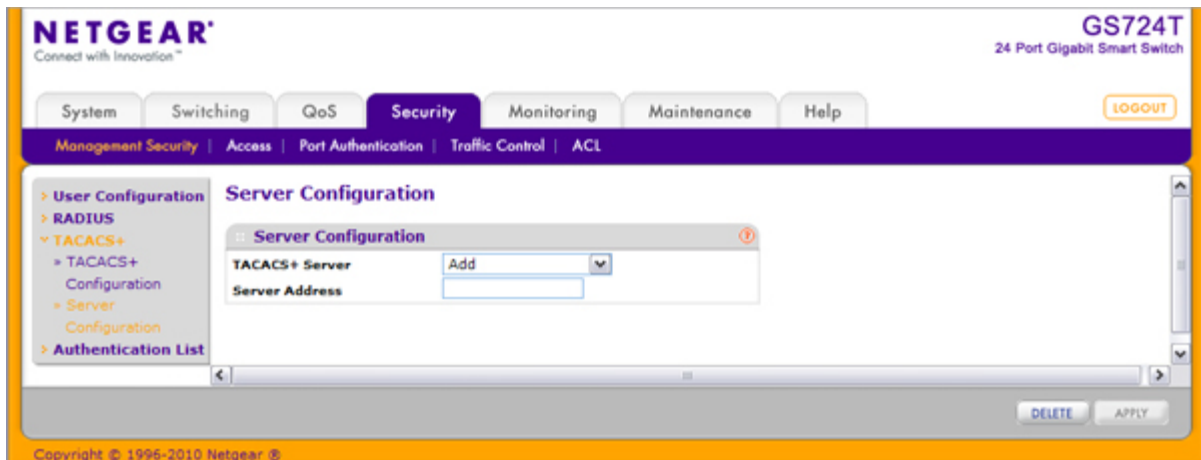 NETGEAR®
Connect with Innovation™
GS724T
24 Port Gigabit Smart Switch
System
Switching
QoS
Security
Monitoring
Maintenance
Help
LOGOUT
Management Security | Access | Port Authentication | Traffic Control | ACL
User Configuration
RADIUS
TACACS+
» TACACS+
Configuration
» Server
Configuration
Authentication List
Server Configuration
Server Configuration
?
TACACS+ Server
Add
Server Address
DELETE
APPLY
Copyright © 1996-2010 Netgear ®